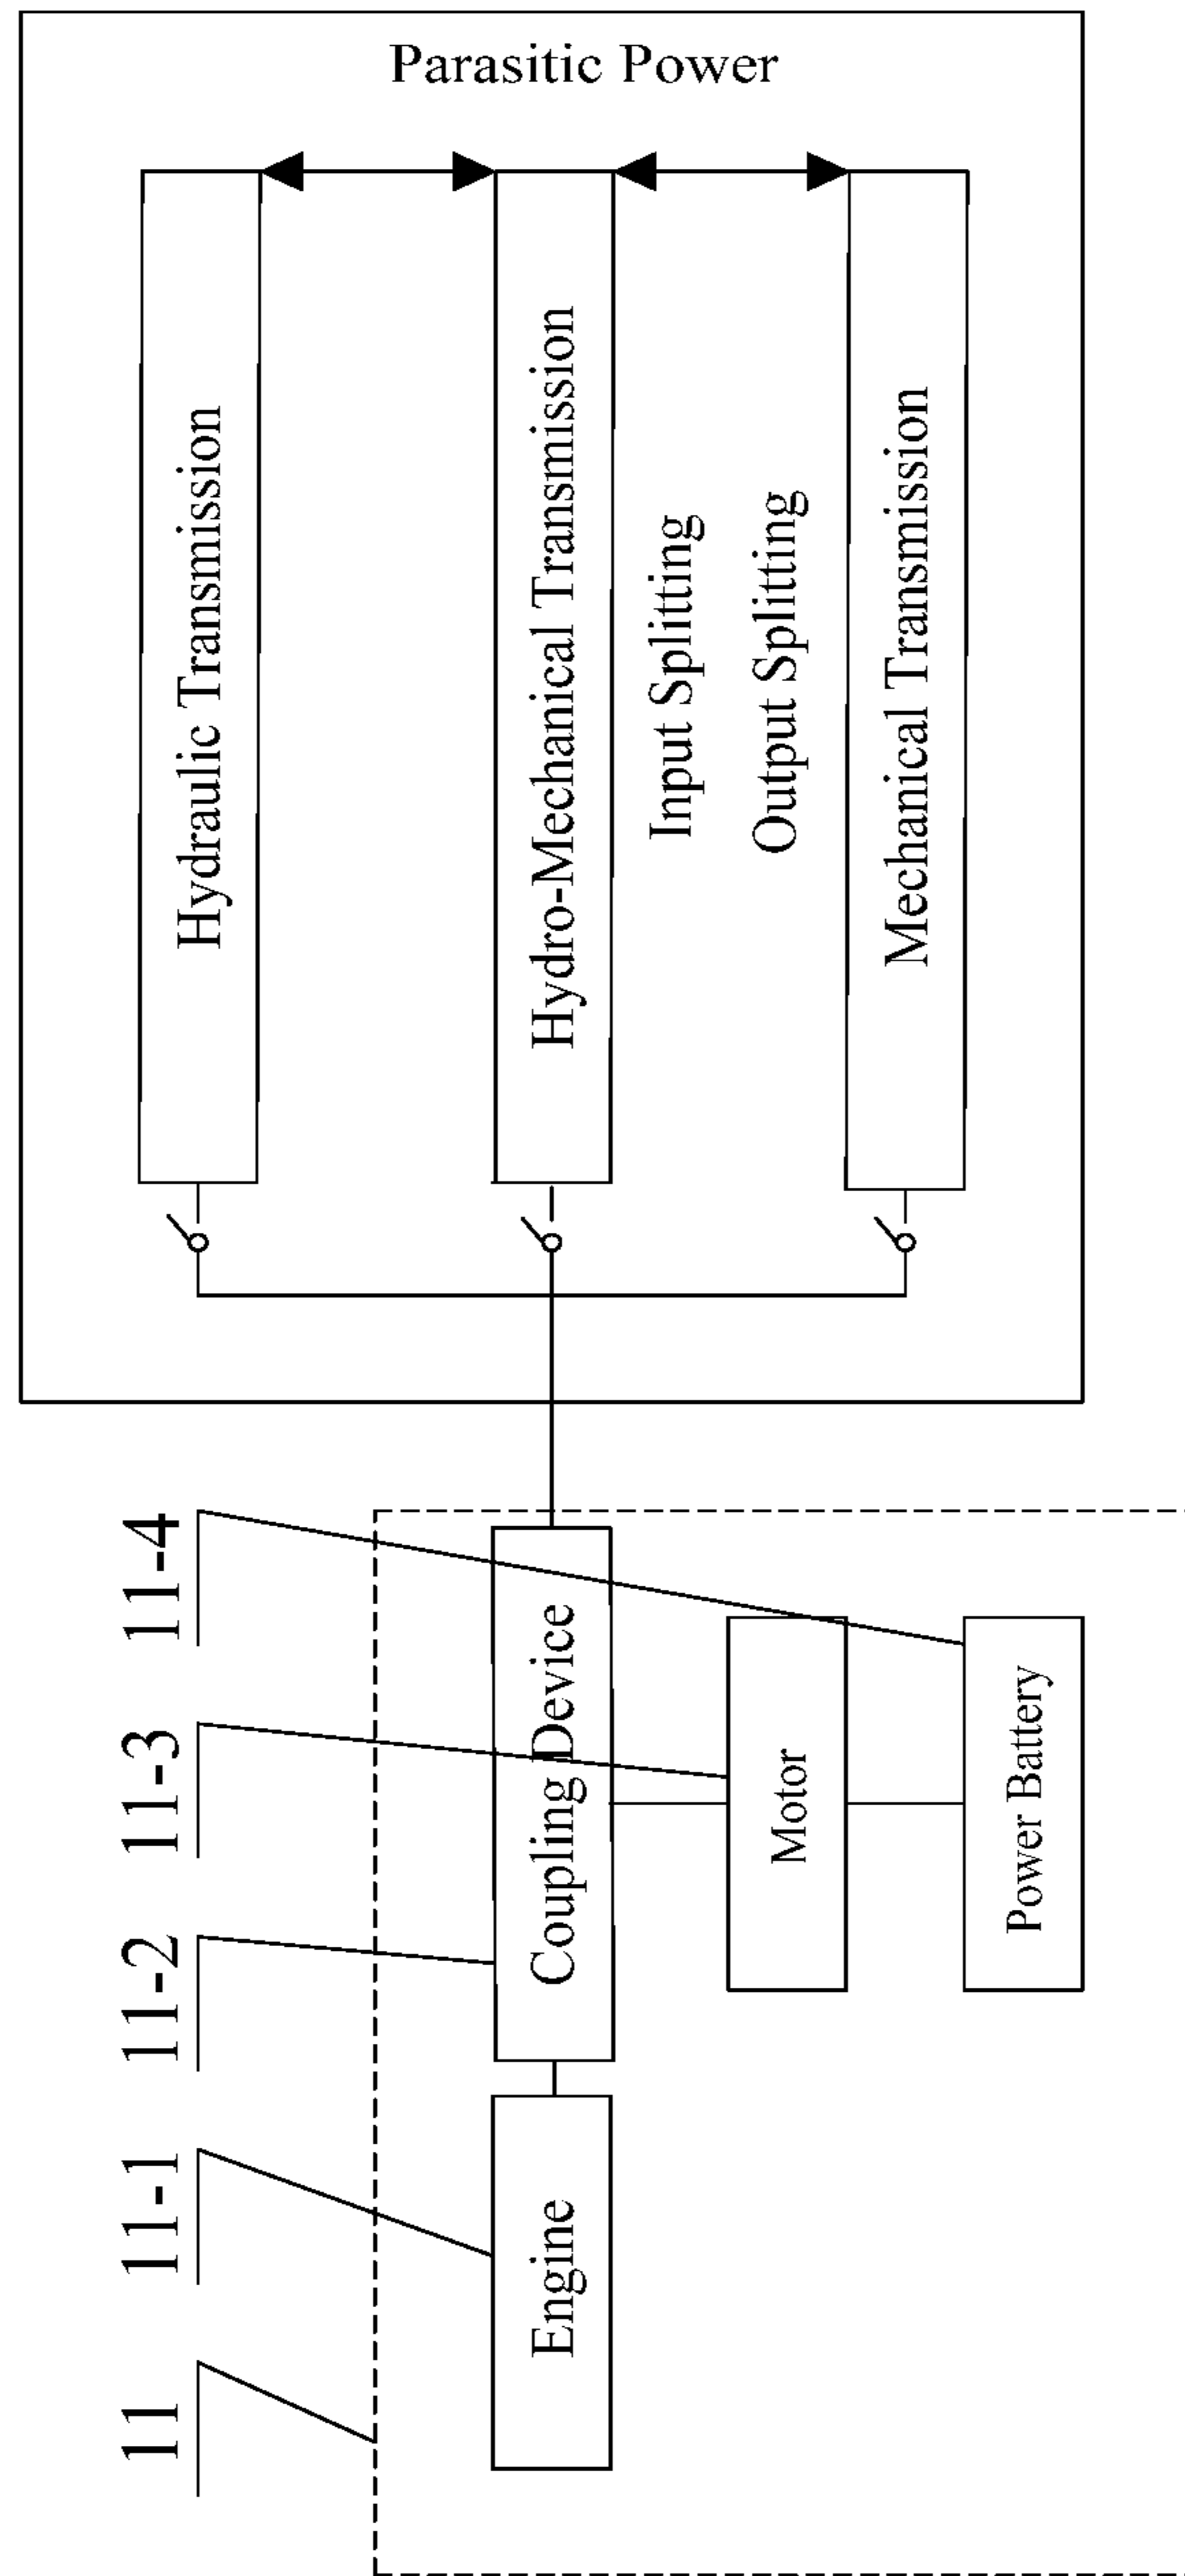 Parasitic Power
Hydraulic Transmission
Hydro-Mechanical Transmission
Input Splitting
Output Splitting
Mechanical Transmission
11
11-1
11-2
11-3
11-4
Engine
Coupling Device
Motor
Power Battery